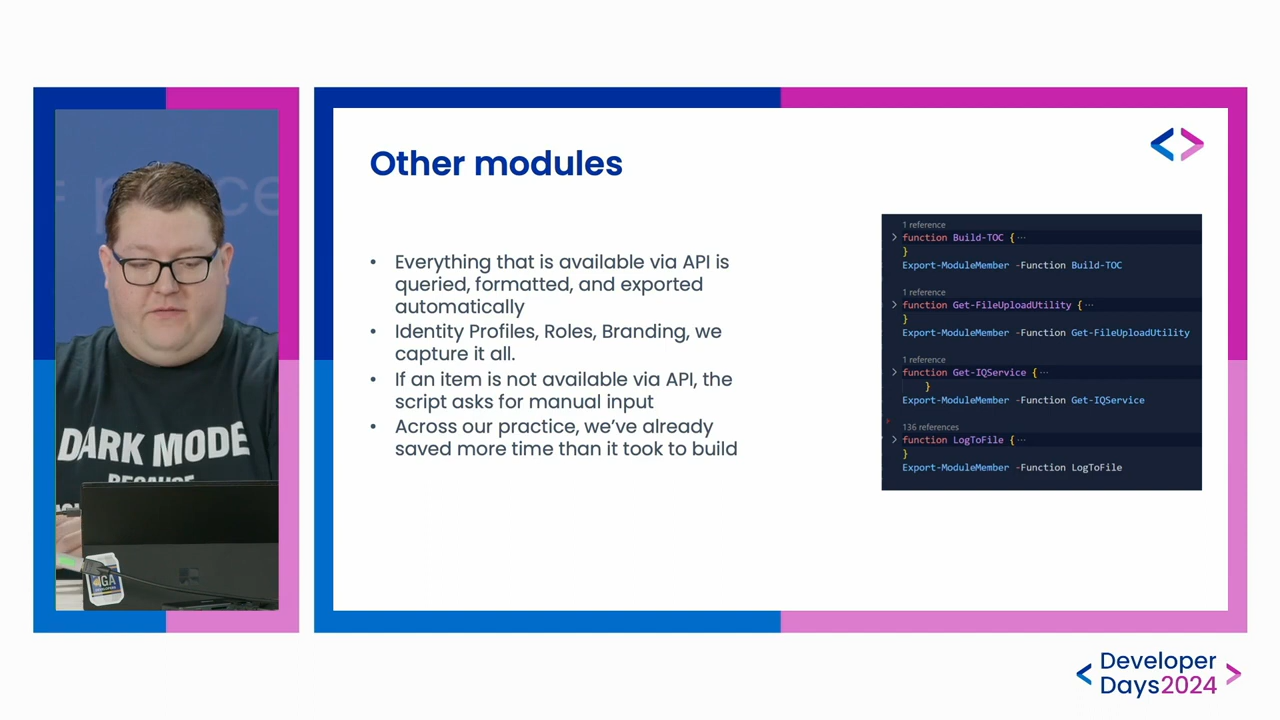 Other modules
• Everything that is available via API is
queried, formatted, and exported
automatically
• Identity Profiles, Roles, Branding, we
capture it all.
• If an item is not available via API, the
script asks for manual input
• Across our practice, we’ve already
saved more time than it took to build
1 reference
function Build-TOC {···
}
Export-ModuleMember -Function Build-TOC
1 reference
function Get-FileUploadUtility {···
}
Export-ModuleMember -Function Get-FileUploadUtility
1 reference
function Get-IQService {···
}
Export-ModuleMember -Function Get-IQService
136 references
function LogToFile {···
}
Export-ModuleMember -Function LogToFile
DARK MODE
BECAUSE
GA
Developer
Days2024